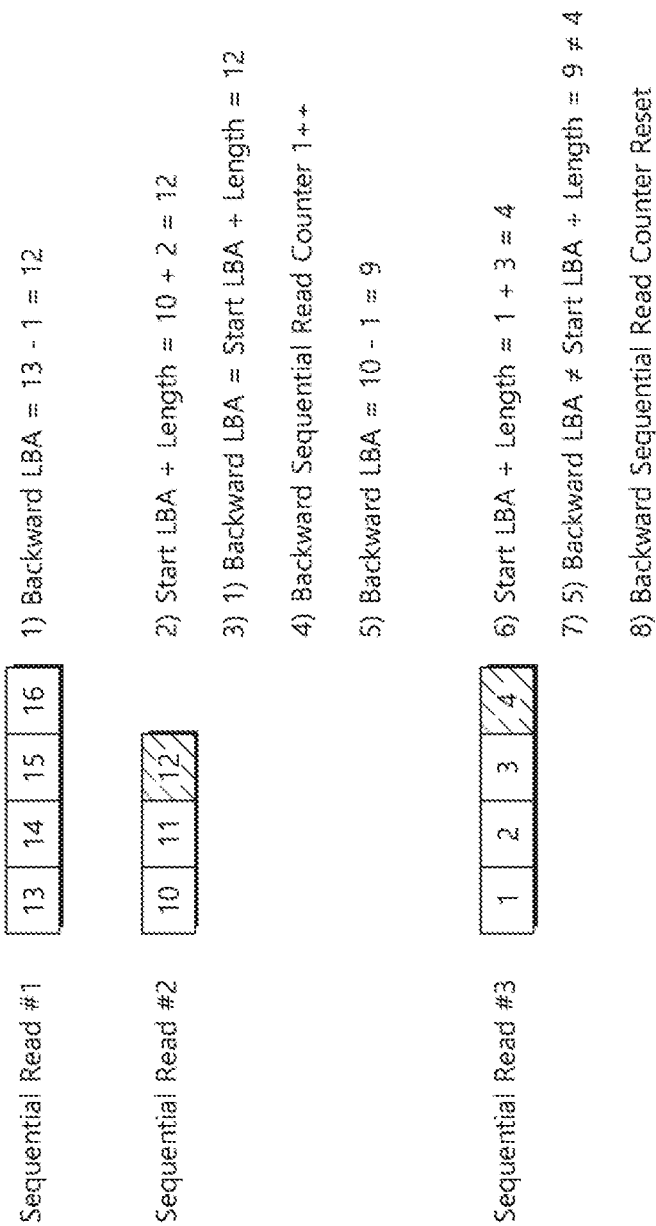 Sequential Read #1 13 14 15 16 1) Backward LBA = 13 - 1 = 12
Sequential Read #2 10 11 12 2) Start LBA + Length = 10 + 2 = 12
3) 1) Backward LBA = Start LBA + Length = 12
4) Backward Sequential Read Counter 1++
5) Backward LBA = 10 - 1 = 9
Sequential Read #3 1 2 3 4 6) Start LBA + Length = 1 + 3 = 4
7) 5) Backward LBA ≠ Start LBA + Length = 9 ≠ 4
8) Backward Sequential Read Counter Reset